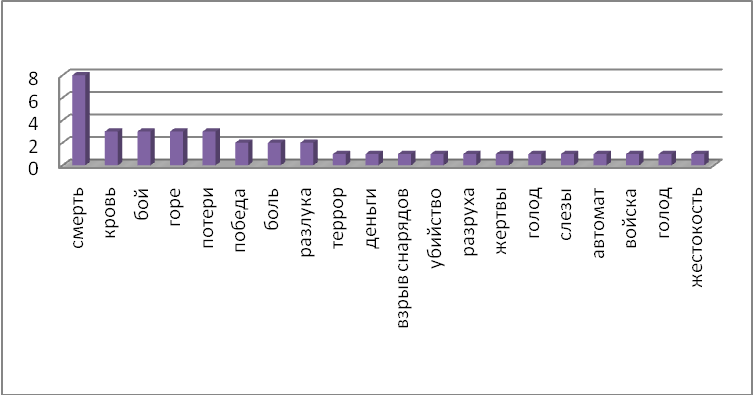 8
6
4
2
0
смерть
кровь
бой
горе
потери
победа
боль
разлука
террор
деньги
взрыв снарядов
убийство
разруха
жертвы
голод
слезы
автомат
войска
голод
жестокость